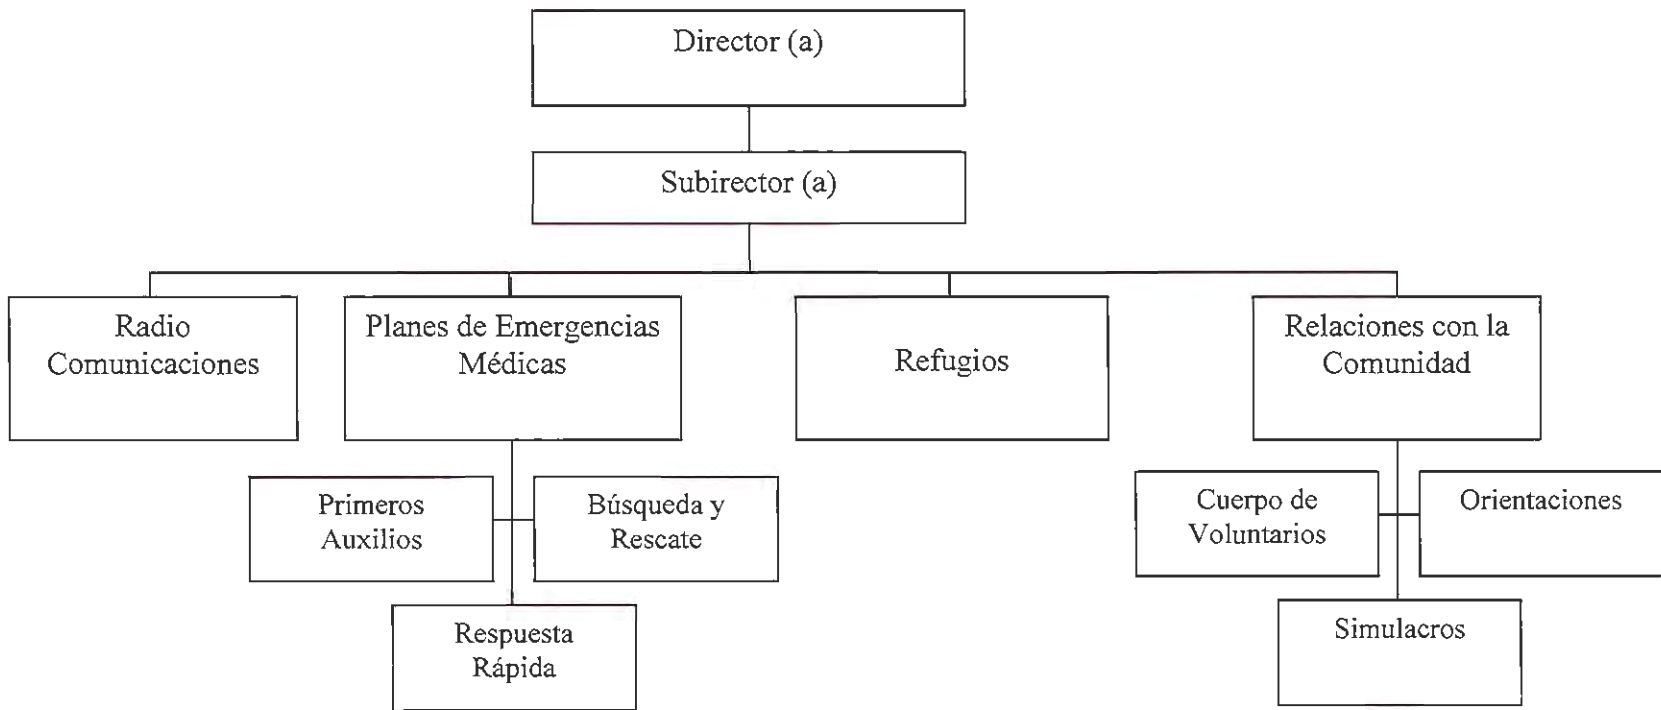 Director (a)
Subirector (a)
Radio
Comunicaciones
Planes de Emergencias
Médicas
Refugios
Relaciones con la
Comunidad
Primeros
Auxilios
Búsqueda y
Rescate
Respuesta
Rápida
Cuerpo de
Voluntarios
Orientaciones
Simulacros